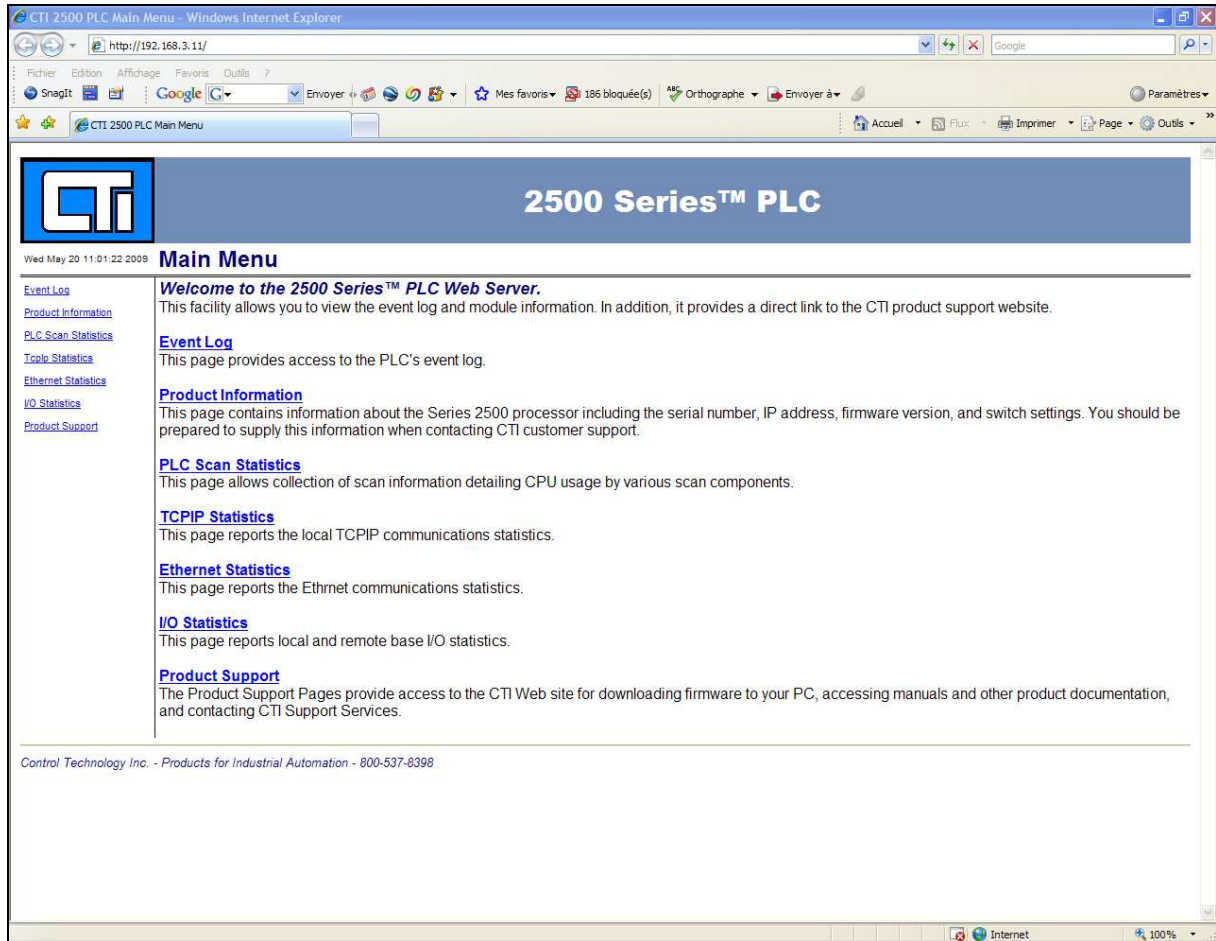 CTI 2500 PLC Main Menu - Windows Internet Explorer
http://192.168.3.11/
Google
Fichier Edition Affichage Favoris Outils ?
SnagIt Google G Envoyer Mes favoris 186 bloquée(s) ABC Orthographe Envoyer à Paramètres
CTI 2500 PLC Main Menu Accueil Flux Imprimer Page Outils »
CTi
2500 Series™ PLC
Wed May 20 11:01:22 2009 Main Menu
Event Log
Product Information
PLC Scan Statistics
TcpIp Statistics
Ethernet Statistics
I/O Statistics
Product Support
Welcome to the 2500 Series™ PLC Web Server.
This facility allows you to view the event log and module information. In addition, it provides a direct link to the CTI product support website.
Event Log
This page provides access to the PLC's event log.
Product Information
This page contains information about the Series 2500 processor including the serial number, IP address, firmware version, and switch settings. You should be
prepared to supply this information when contacting CTI customer support.
PLC Scan Statistics
This page allows collection of scan information detailing CPU usage by various scan components.
TCPIP Statistics
This page reports the local TCPIP communications statistics.
Ethernet Statistics
This page reports the Ethrnet communications statistics.
I/O Statistics
This page reports local and remote base I/O statistics.
Product Support
The Product Support Pages provide access to the CTI Web site for downloading firmware to your PC, accessing manuals and other product documentation,
and contacting CTI Support Services.
Control Technology Inc. - Products for Industrial Automation - 800-537-8398
Internet 100%